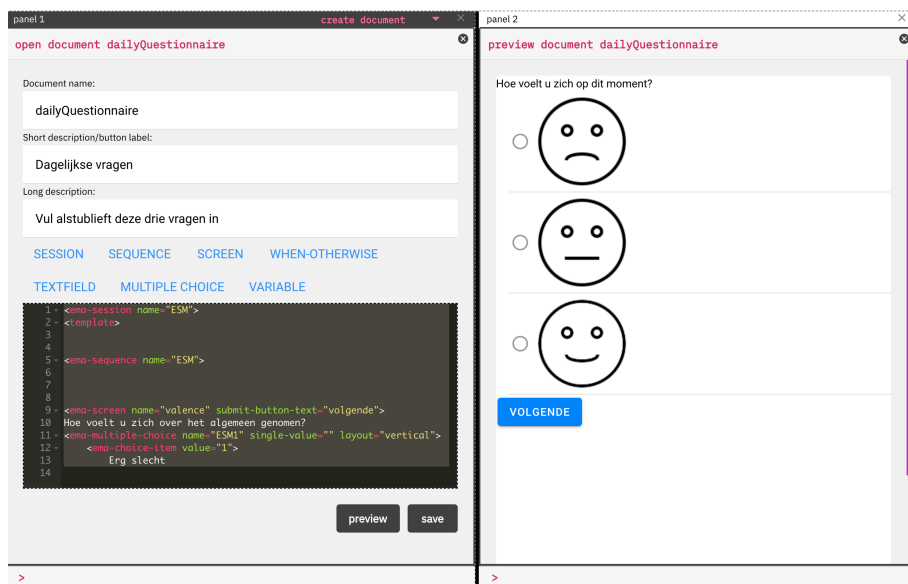 panel 1
create document
open document dailyQuestionnaire
Document name:
dailyQuestionnaire
Short description/button label:
Dagelijkse vragen
Long description:
Vul alstublieft deze drie vragen in
SESSION SEQUENCE SCREEN WHEN-OTHERWISE
TEXTFIELD MULTIPLE CHOICE VARIABLE
1 <ema-session name="ESM">
2 <template>
3
4
5 <ema-sequence name="ESM">
6
7
8
9 <ema-screen name="valence" submit-button-text="volgende">
10 Hoe voelt u zich over het algemeen genomen?
11 <ema-multiple-choice name="ESM1" single-value="" layout="vertical">
12 <ema-choice-item value="1">
13 Erg slecht
14
preview save
>
panel 2
preview document dailyQuestionnaire
Hoe voelt u zich op dit moment?
VOLGENDE
>